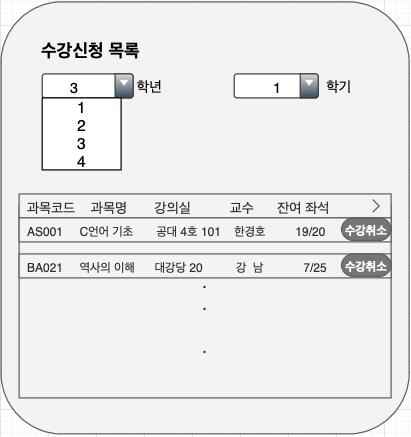 수강신청 목록
3 학년 1 학기
1
2
3
4
과목코드 과목명 강의실 교수 잔여 좌석 >
AS001 C언어 기초 공대 4호 101 한경호 19/20 수강취소
BA021 역사의 이해 대강당 20 강 남 7/25 수강취소